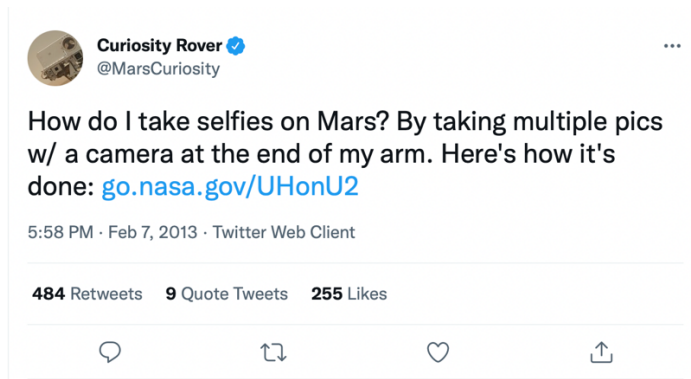 Curiosity Rover
@MarsCuriosity
How do I take selfies on Mars? By taking multiple pics
w/ a camera at the end of my arm. Here's how it's
done: go.nasa.gov/UHonU2
5:58 PM · Feb 7, 2013 · Twitter Web Client
484 Retweets 9 Quote Tweets 255 Likes